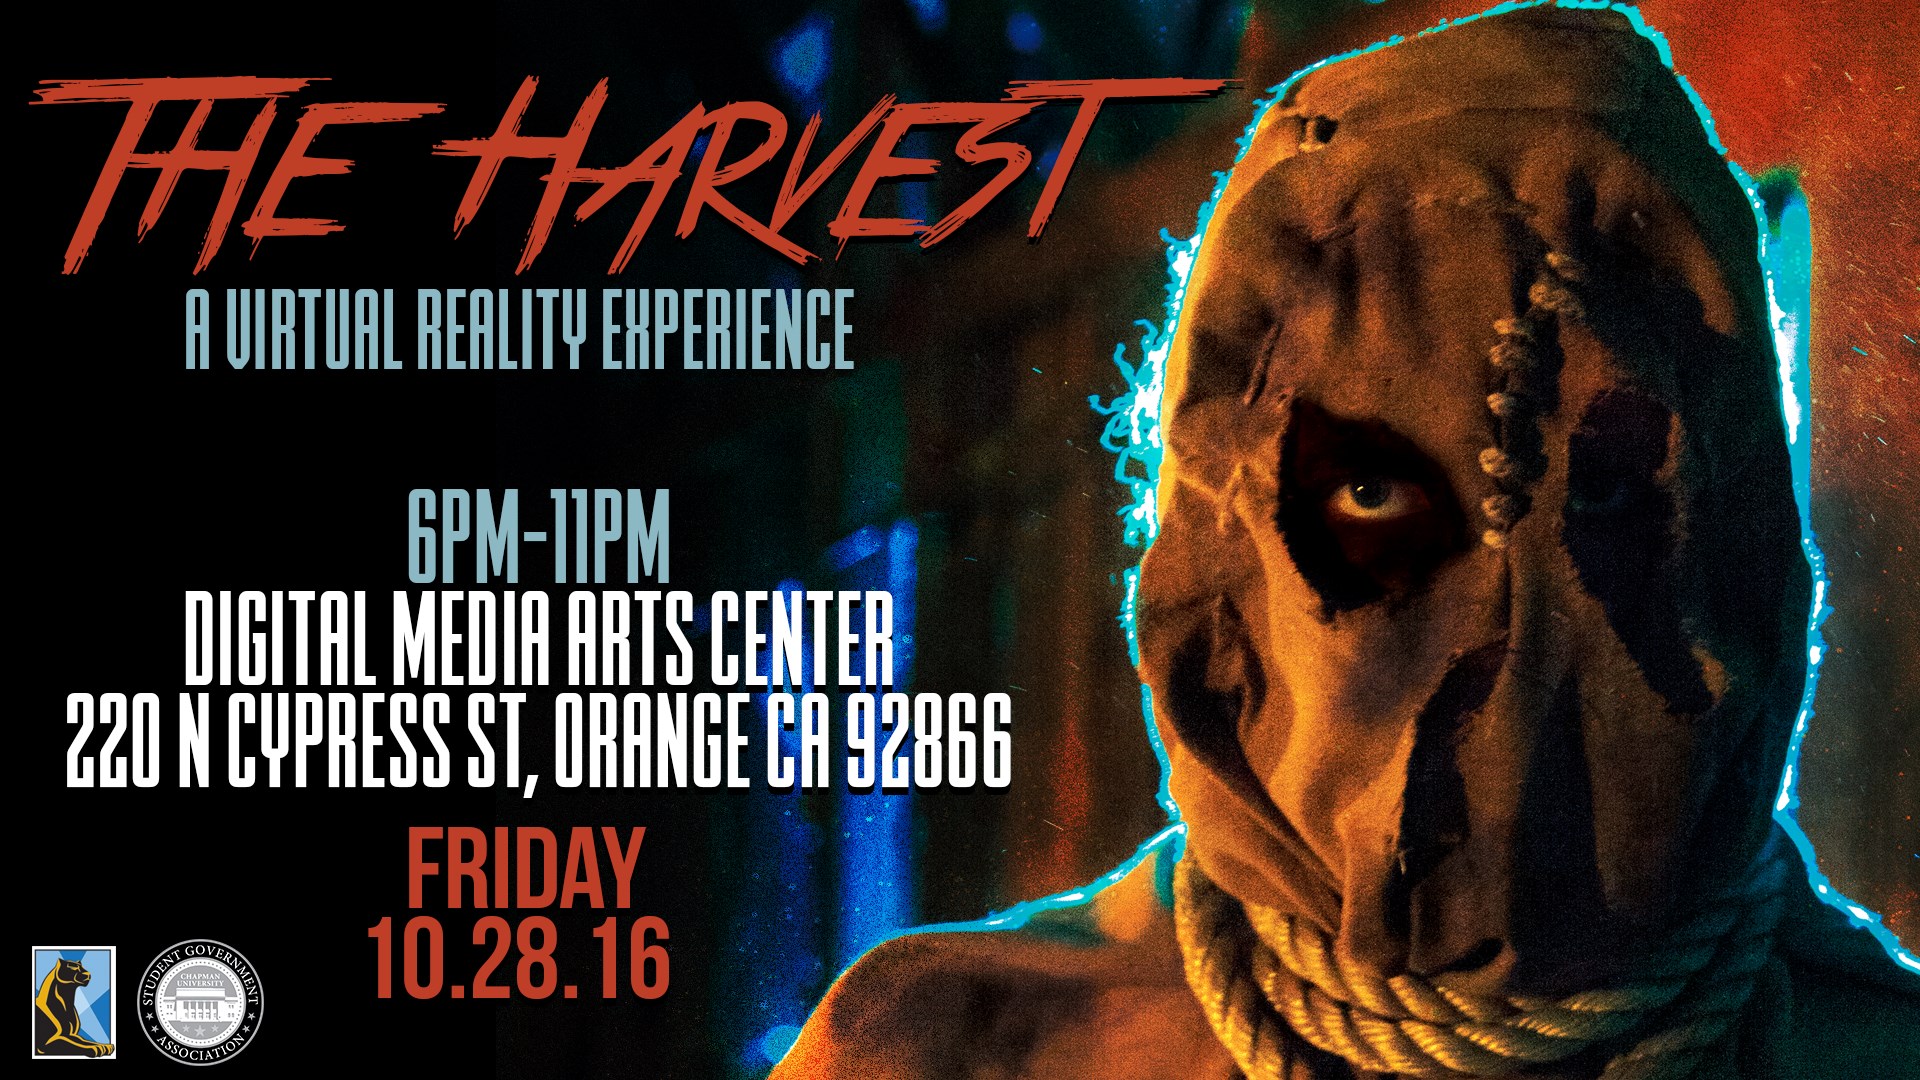 THE HARVEST
A VIRTUAL REALITY EXPERIENCE
6PM-11PM
DIGITAL MEDIA ARTS CENTER
220 N CYPRESS ST, ORANGE CA 92866
FRIDAY
10.28.16
STUDENT GOVERNMENT
CHAPMAN
UNIVERSITY
ASSOCIATION